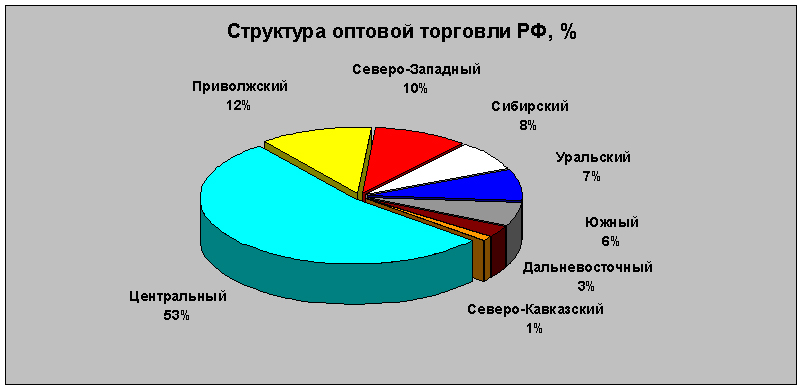 Структура оптовой торговли РФ, %
Северо-Западный
10%
Приволжский
12%
Сибирский
8%
Уральский
7%
Южный
6%
Дальневосточный
3%
Северо-Кавказский
1%
Центральный
53%